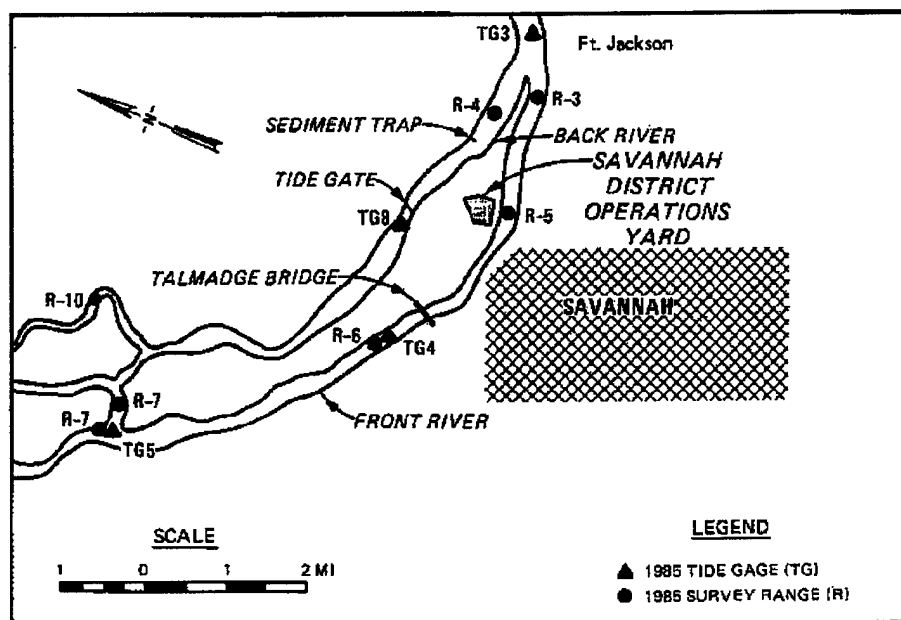 TG3
Ft. Jackson
R-4
R-3
SEDIMENT TRAP
BACK RIVER
N
SAVANNAH
DISTRICT
OPERATIONS
YARD
TIDE GATE
TG8
R-5
TALMADGE BRIDGE
R-10
SAVANNAH
R-6
TG4
R-7
R-7
FRONT RIVER
TG5
SCALE
1 0 1 2 MI
LEGEND
1985 TIDE GAGE (TG)
1985 SURVEY RANGE (R)